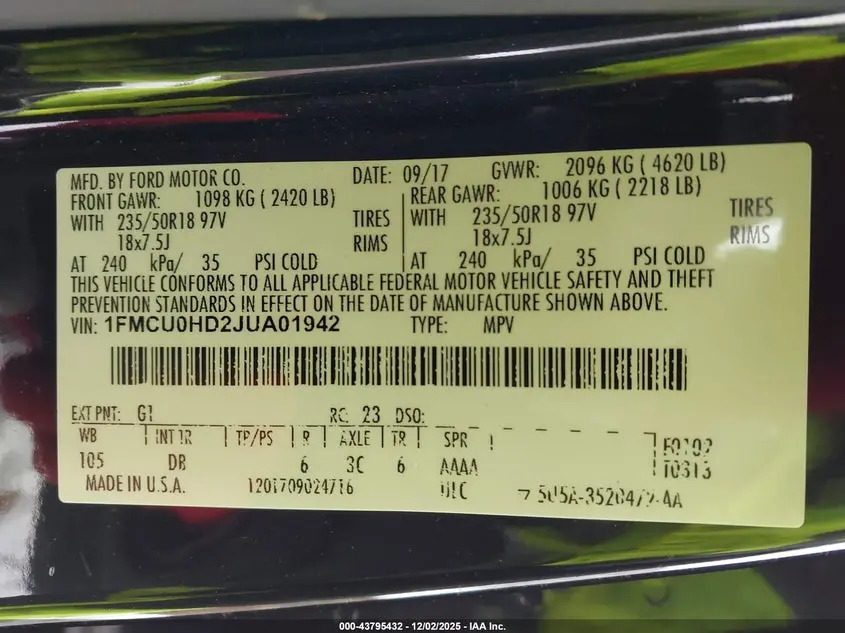 MFD. BY FORD MOTOR CO. DATE: 09/17 GVWR: 2096 KG ( 4620 LB)
FRONT GAWR: 1098 KG ( 2420 LB) REAR GAWR: 1006 KG ( 2218 LB)
WITH 235/50R18 97V TIRES WITH 235/50R18 97V TIRES
18x7.5J RIMS 18x7.5J RIMS
AT 240 kPa/ 35 PSI COLD AT 240 kPa/ 35 PSI COLD
THIS VEHICLE CONFORMS TO ALL APPLICABLE FEDERAL MOTOR VEHICLE SAFETY AND THEFT
PREVENTION STANDARDS IN EFFECT ON THE DATE OF MANUFACTURE SHOWN ABOVE.
VIN: 1FMCU0HD2JUA01942 TYPE: MPV
EXT PNT: G1 RC: 23 DSO:
WB INT TR TP/PS R AXLE TR SPR
105 DB 6 3C 6 AAAA
MADE IN U.S.A. 1201709024716
000-43795432 - 12/02/2025 - IAA Inc.